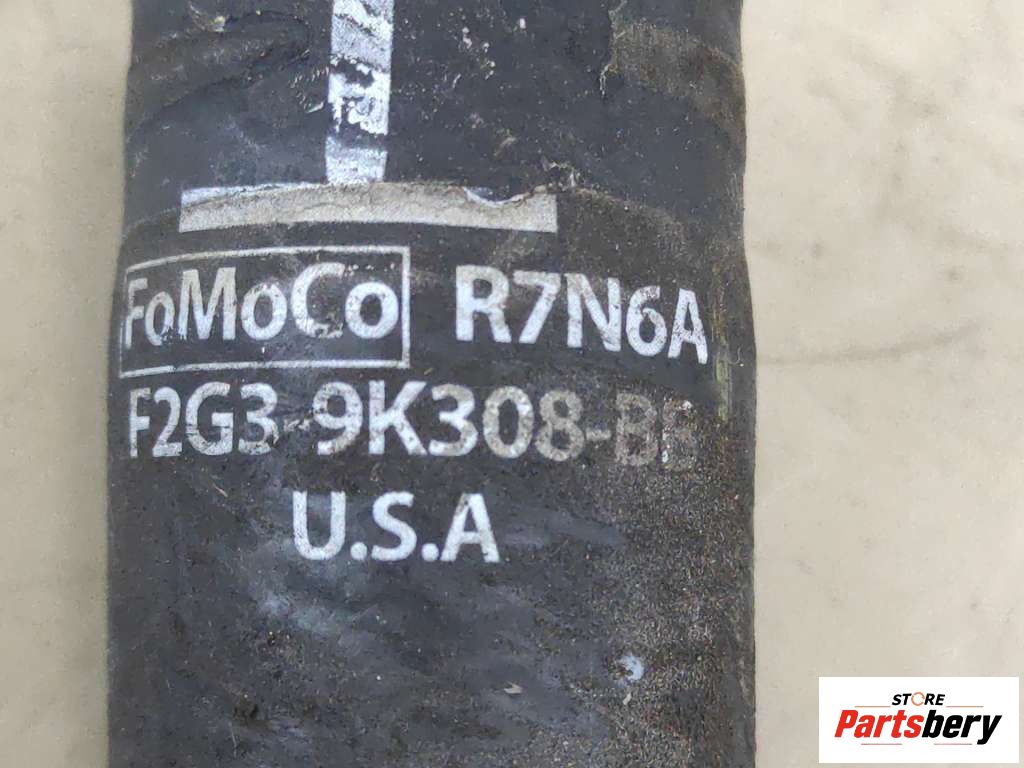 FoMoCo R7N6A
F2G3-9K308-BB
U.S.A
STORE
Partsbery